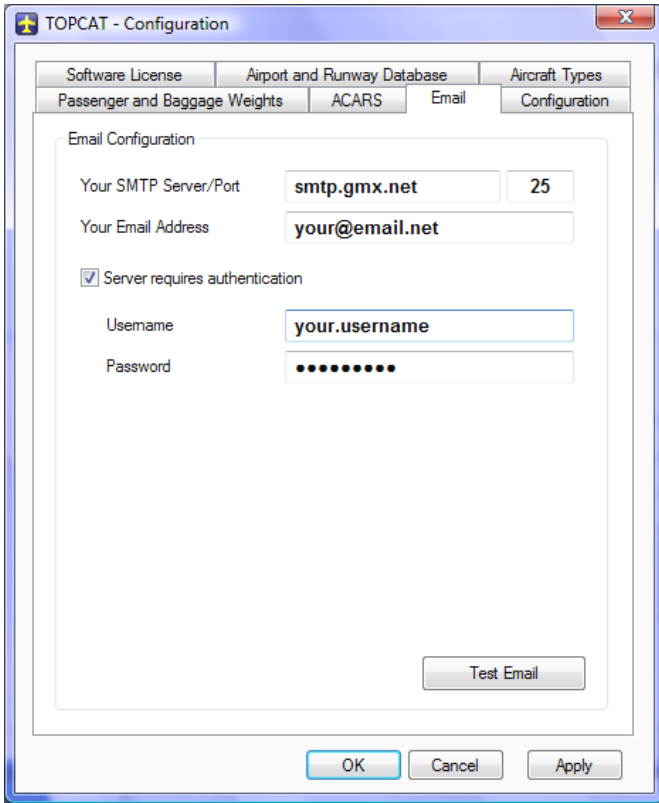 TOPCAT - Configuration
X
Software License Airport and Runway Database Aircraft Types
Passenger and Baggage Weights ACARS Email Configuration
Email Configuration
Your SMTP Server/Port smtp.gmx.net 25
Your Email Address your@email.net
Server requires authentication
Username your.username
Password •••••••••
Test Email
OK Cancel Apply